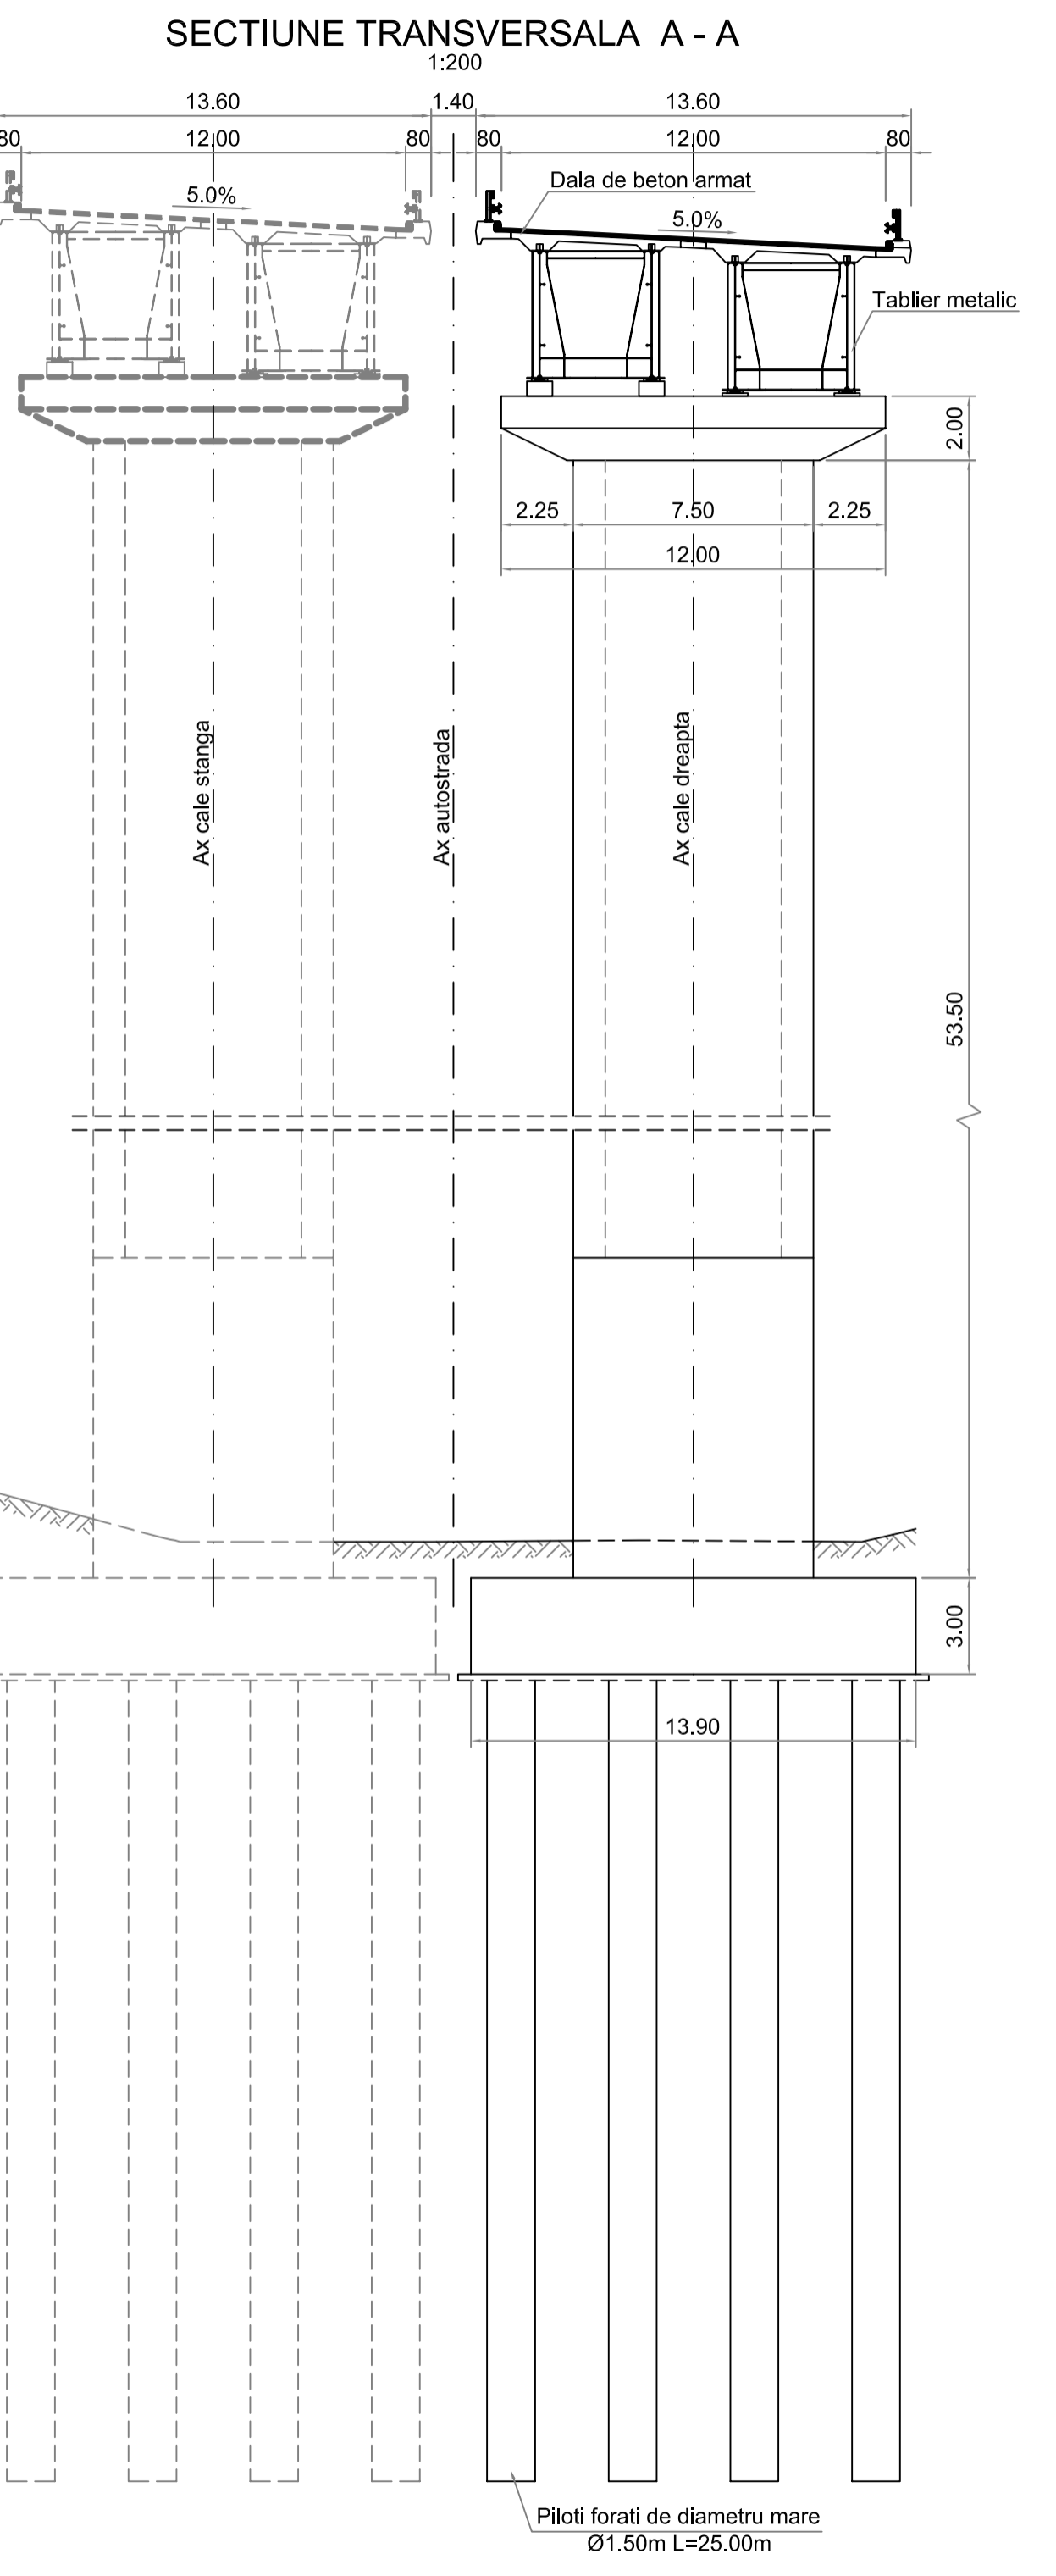 SECTIUNE TRANSVERSALA A - A
1:200
13.60 1.40 13.60
80 12.00 80 80 12.00 80
Dala de beton armat
5.0% 5.0%
Tablier metalic
2.00
2.25 7.50 2.25
12.00
Ax cale stanga
Ax autostrada
Ax cale dreapta
53.50
3.00
13.90
Piloti forati de diametru mare
Ø1.50m L=25.00m